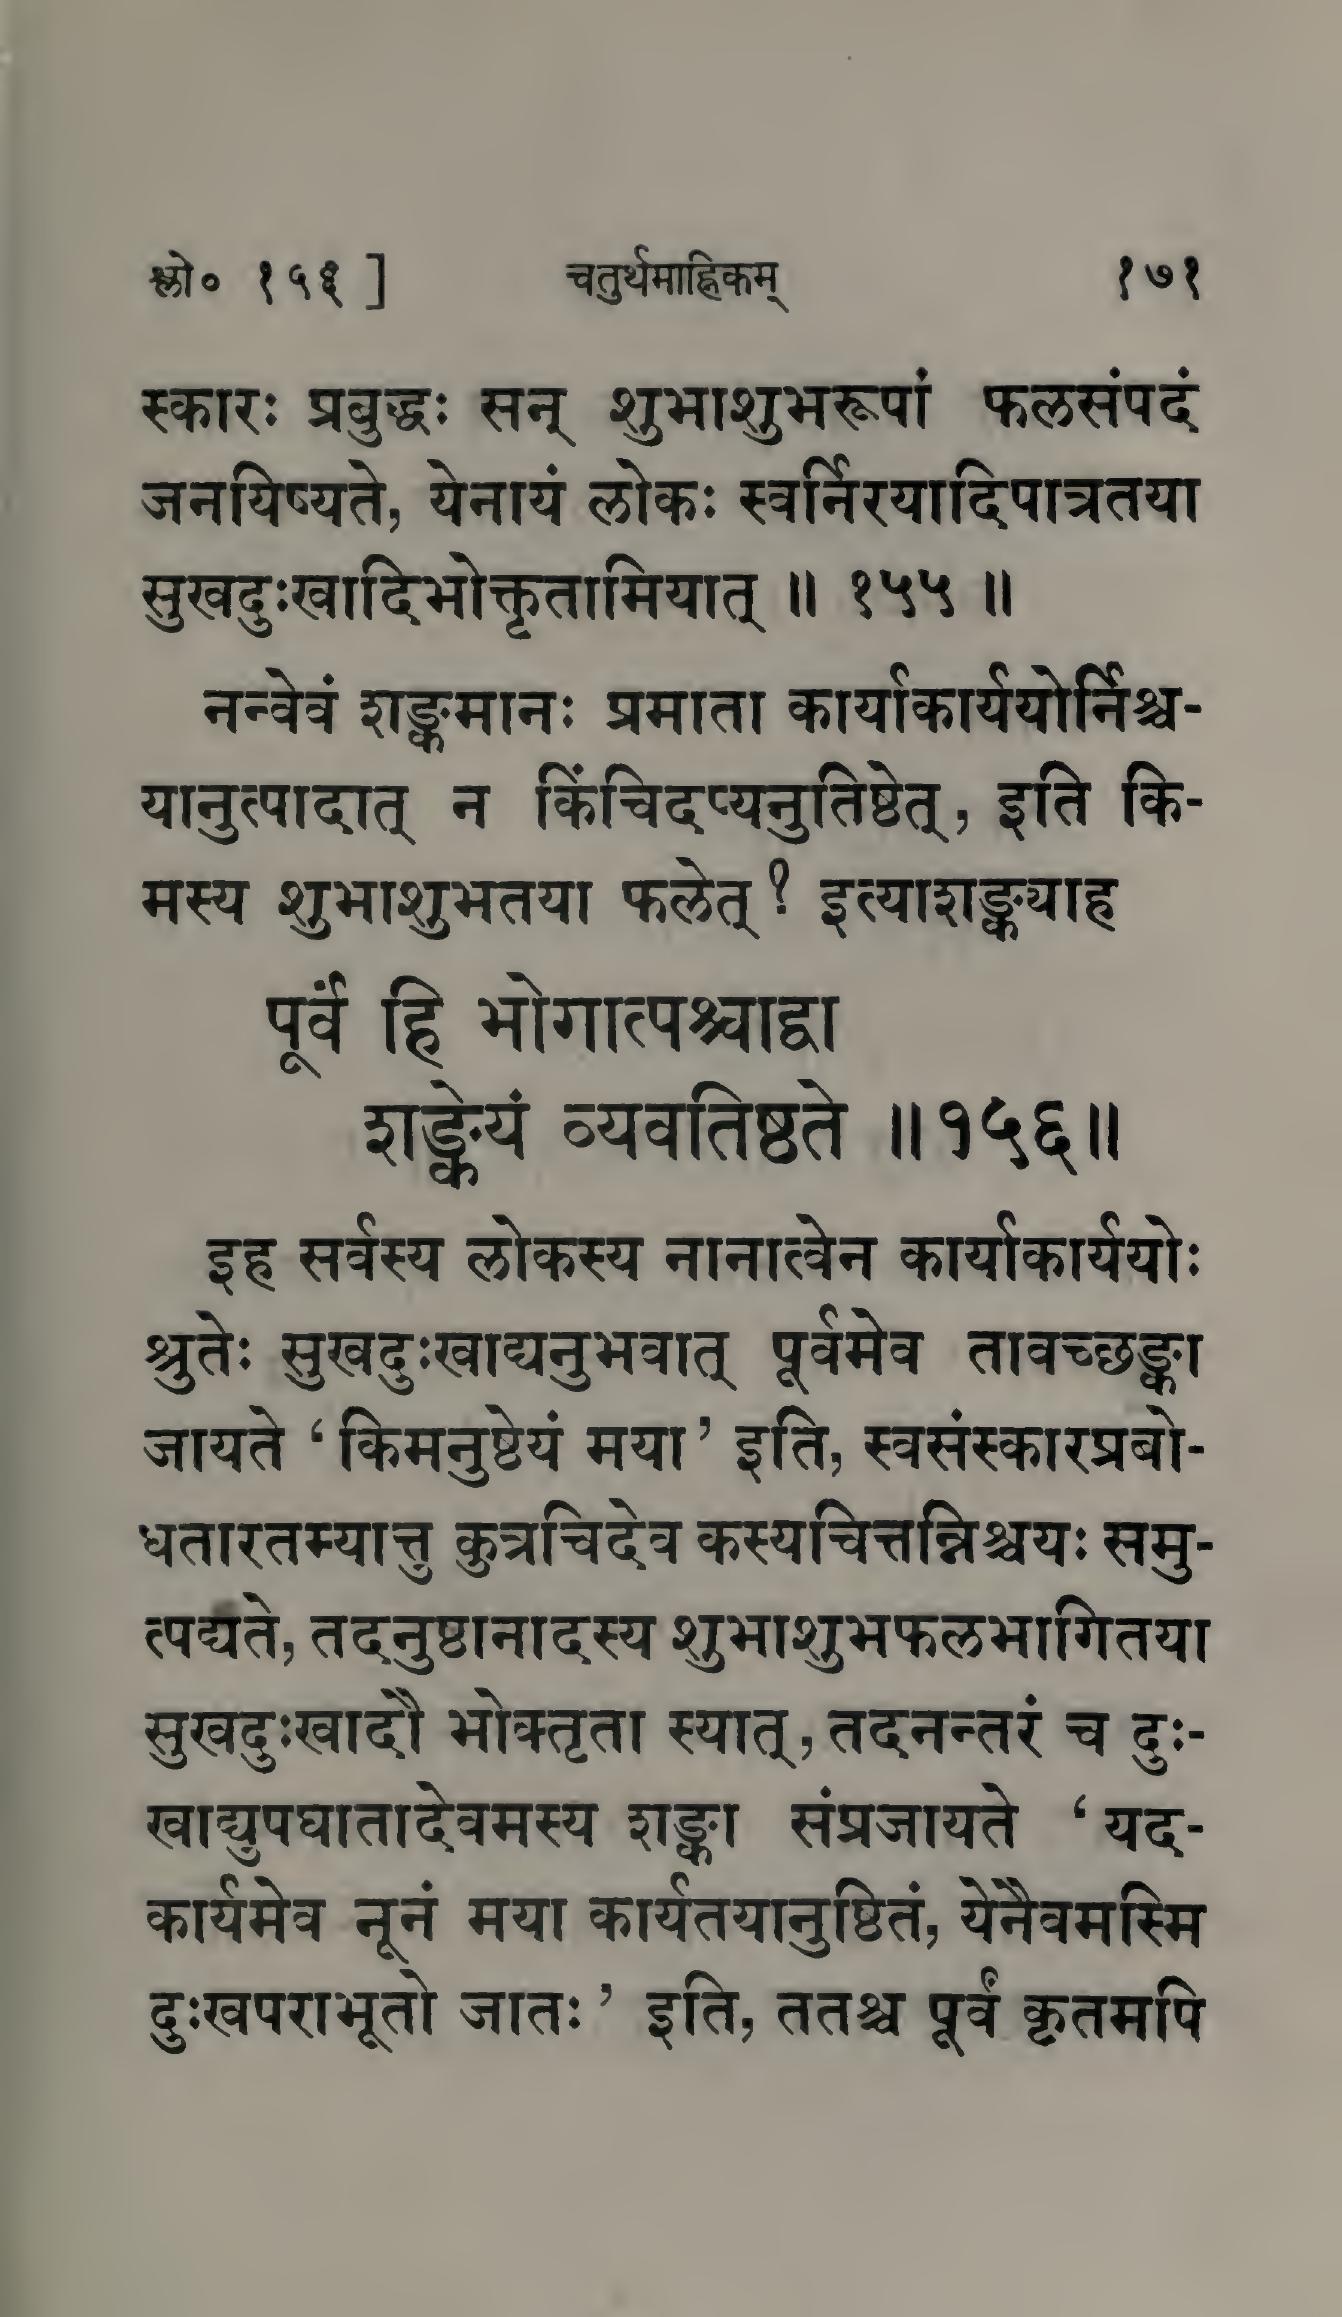 श्लो० १५६ ] चतुर्थमाह्निकम् १७१
स्कारः प्रबुद्धः सन् शुभाशुभरूपां फलसंपदं
जनयिष्यते, येनायं लोकः स्वर्निरयादिपात्रतया
सुखदुःखादिभोक्तृतामियात् ॥ १५५ ॥
नन्वेवं शङ्कमानः प्रमाता कार्याकार्ययोर्निश्च-
यानुत्पादात् न किंचिदप्यनुतिष्ठेत्, इति कि-
मस्य शुभाशुभतया फलेत् ? इत्याशङ्क्याह
पूर्वं हि भोगात्पश्चाद्वा
शङ्केयं व्यवतिष्ठते ॥१५६॥
इह सर्वस्य लोकस्य नानात्वेन कार्याकार्ययोः
श्रुतेः सुखदुःखाद्यनुभवात् पूर्वमेव तावच्छङ्का
जायते ‘ किमनुष्ठेयं मया ’ इति, स्वसंस्कारप्रबो-
धतारतम्यात्तु कुत्रचिदेव कस्यचित्तन्निश्चयः समु-
त्पद्यते, तदनुष्ठानादस्य शुभाशुभफलभागितया
सुखदुःखादौ भोक्तृता स्यात्, तदनन्तरं च दुः-
खाद्युपघातादेवमस्य शङ्का संप्रजायते ‘ यद-
कार्यमेव नूनं मया कार्यतयानुष्ठितं, येनैवमस्मि
दुःखपराभूतो जातः ’ इति, ततश्च पूर्वं कृतमपि